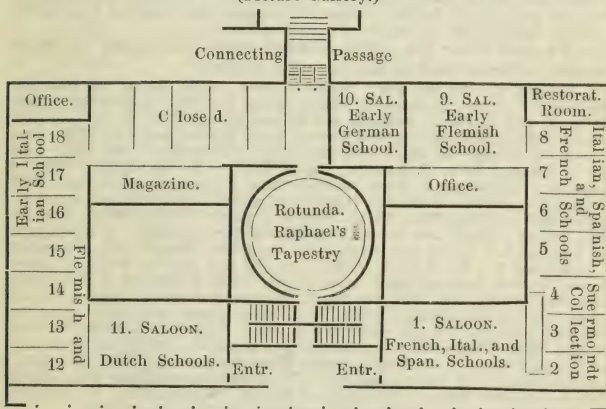 Connecting Passage
Office.
Closed.
10. SAL.
Early
German
School.
9. SAL.
Early
Flemish
School.
Restorat.
Room.
18
17
16
Early Italian School
15
14
13
12
Flemish and
Magazine.
Rotunda.
Raphael's
Tapestry
Office.
8
7
6
5
Italian, Spanish,
French and Schools
4
3
2
Suermondt
Collection
11. SALOON.
Dutch Schools.
Entr.
Entr.
1. SALOON.
French, Ital., and
Span. Schools.